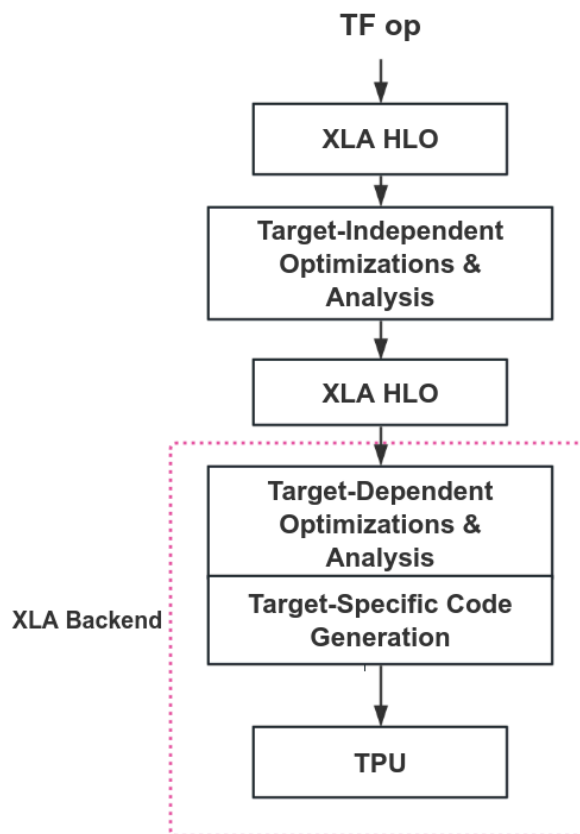 TF op
XLA HLO
Target-Independent
Optimizations &
Analysis
XLA HLO
Target-Dependent
Optimizations &
Analysis
XLA Backend
Target-Specific Code
Generation
TPU